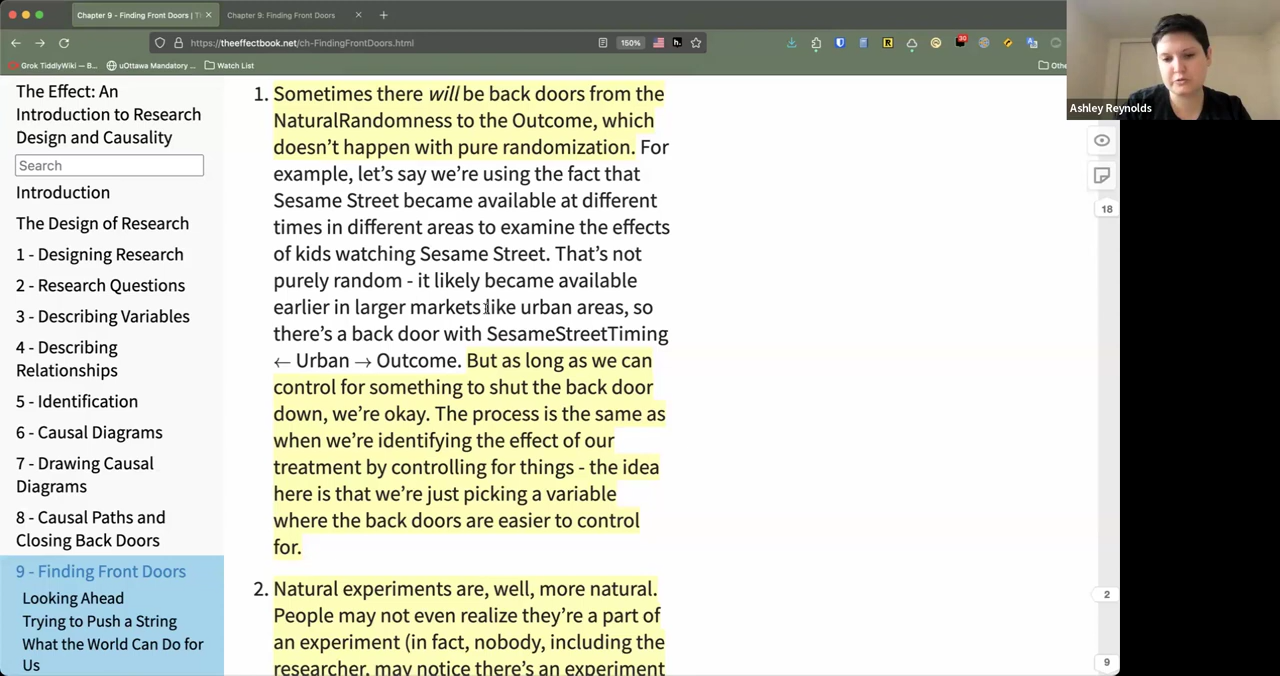 Chapter 9 - Finding Front Doors | Th
Chapter 9: Finding Front Doors
https://theeffectbook.net/ch-FindingFrontDoors.html
150%
h.
R
30
Grok TiddlyWiki — B...
uOttawa Mandatory ...
Watch List
Othe
Ashley Reynolds
The Effect: An
Introduction to Research
Design and Causality
Search
Introduction
The Design of Research
1 - Designing Research
2 - Research Questions
3 - Describing Variables
4 - Describing
Relationships
5 - Identification
6 - Causal Diagrams
7 - Drawing Causal
Diagrams
8 - Causal Paths and
Closing Back Doors
9 - Finding Front Doors
Looking Ahead
Trying to Push a String
What the World Can Do for
Us
1. Sometimes there will be back doors from the
NaturalRandomness to the Outcome, which
doesn’t happen with pure randomization. For
example, let’s say we’re using the fact that
Sesame Street became available at different
times in different areas to examine the effects
of kids watching Sesame Street. That’s not
purely random - it likely became available
earlier in larger markets like urban areas, so
there’s a back door with SesameStreetTiming
← Urban → Outcome. But as long as we can
control for something to shut the back door
down, we’re okay. The process is the same as
when we’re identifying the effect of our
treatment by controlling for things - the idea
here is that we’re just picking a variable
where the back doors are easier to control
for.
2. Natural experiments are, well, more natural.
People may not even realize they’re a part of
an experiment (in fact, nobody, including the
researcher, may notice there’s an experiment
18
2
9